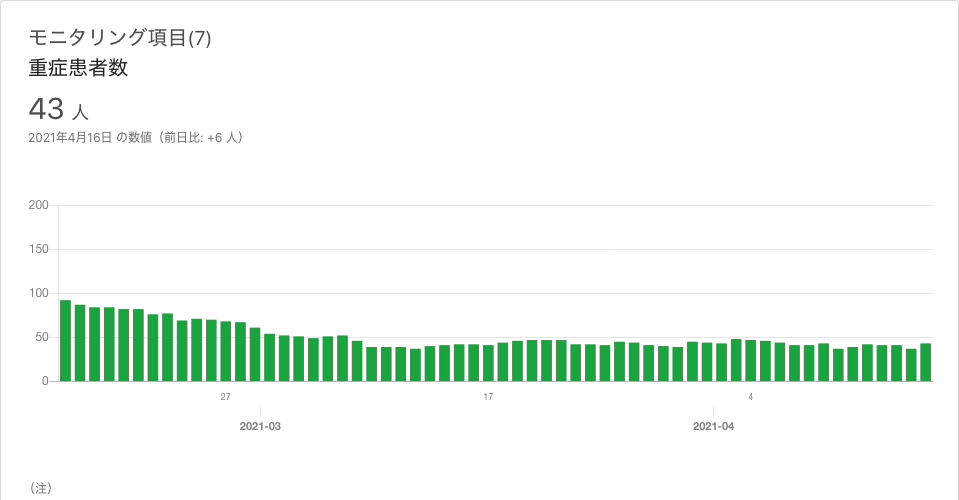 モニタリング項目(7)
重症患者数
43 人
2021年4月16日 の数値（前日比: +6 人）
200
150
100
50
0
27 17 4
2021-03 2021-04
（注）